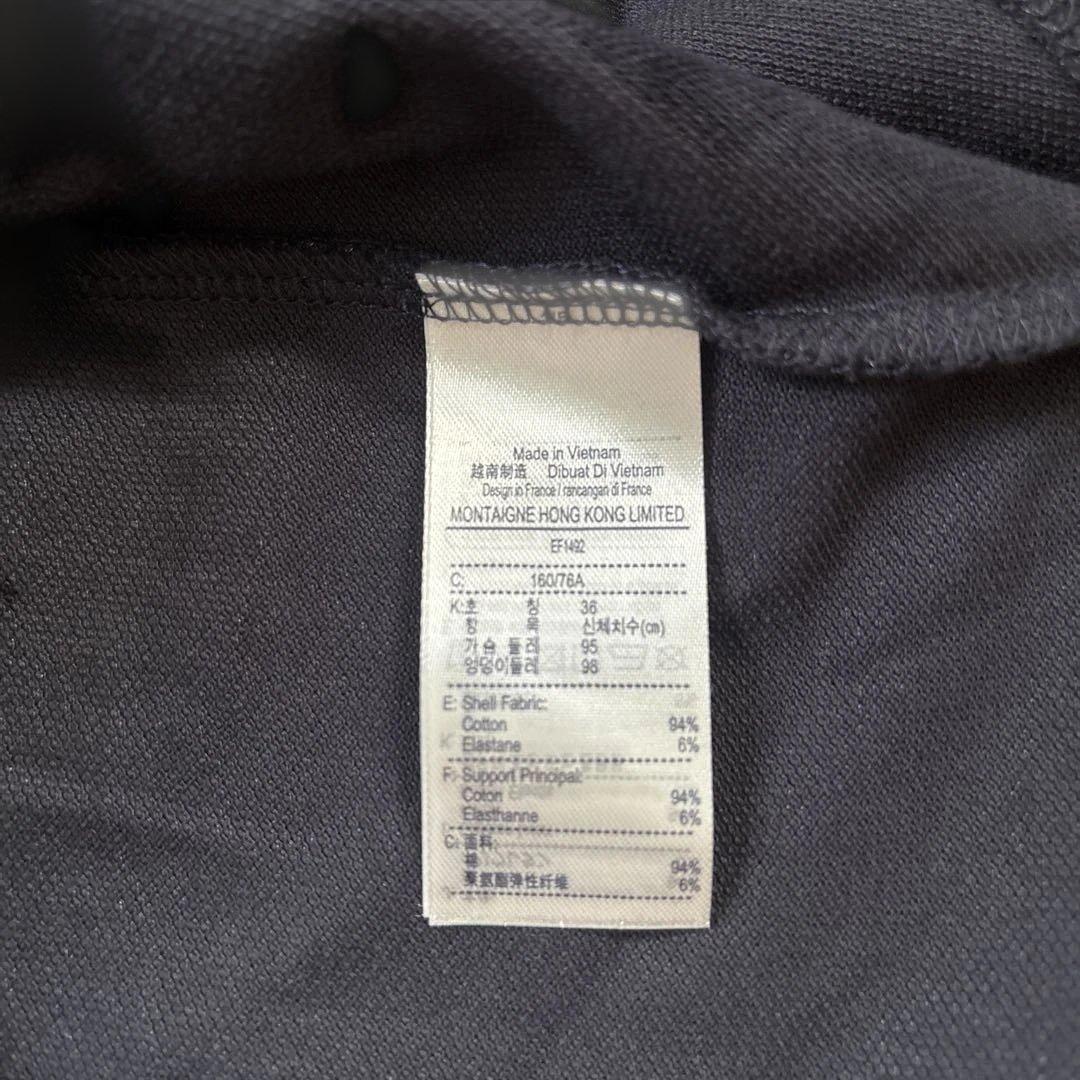 Made in Vietnam
越南制造 Dibuat Di Vietnam
Design in France / rancangan di France
MONTAIGNE HONG KONG LIMITED
EF1492
C: 160/76A
K:호 칭 36
항 목 신체치수(cm)
가슴 둘레 95
엉덩이둘레 98
E: Shell Fabric:
Cotton 94%
Elastane 6%
F: Support Principal:
Coton 94%
Elasthanne 6%
C: 面料:
棉 94%
聚氨酯弹性纤维 6%